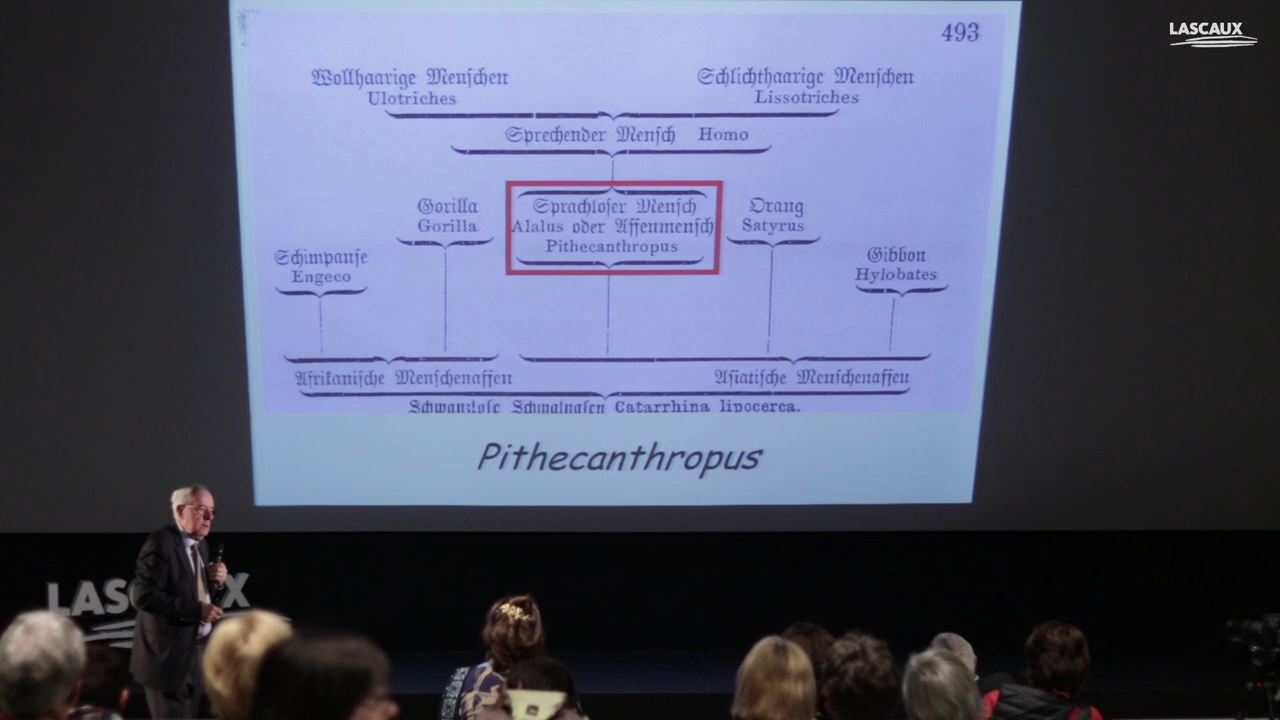 LASCAUX
493
Wollhaarige Menschen
Ulotriches
Schlichthaarige Menschen
Lissotriches
Sprechender Mensch Homo
Gorilla
Gorilla
Sprachloser Mensch
Alalus oder Affenmensch
Pithecanthropus
Orang
Satyrus
Schimpanse
Engeco
Gibbon
Hylobates
Afrikanische Menschenaffen
Asiatische Menschenaffen
Schwanzlose Schmalnasen Catarrhina lipocerca.
Pithecanthropus
LASCAUX